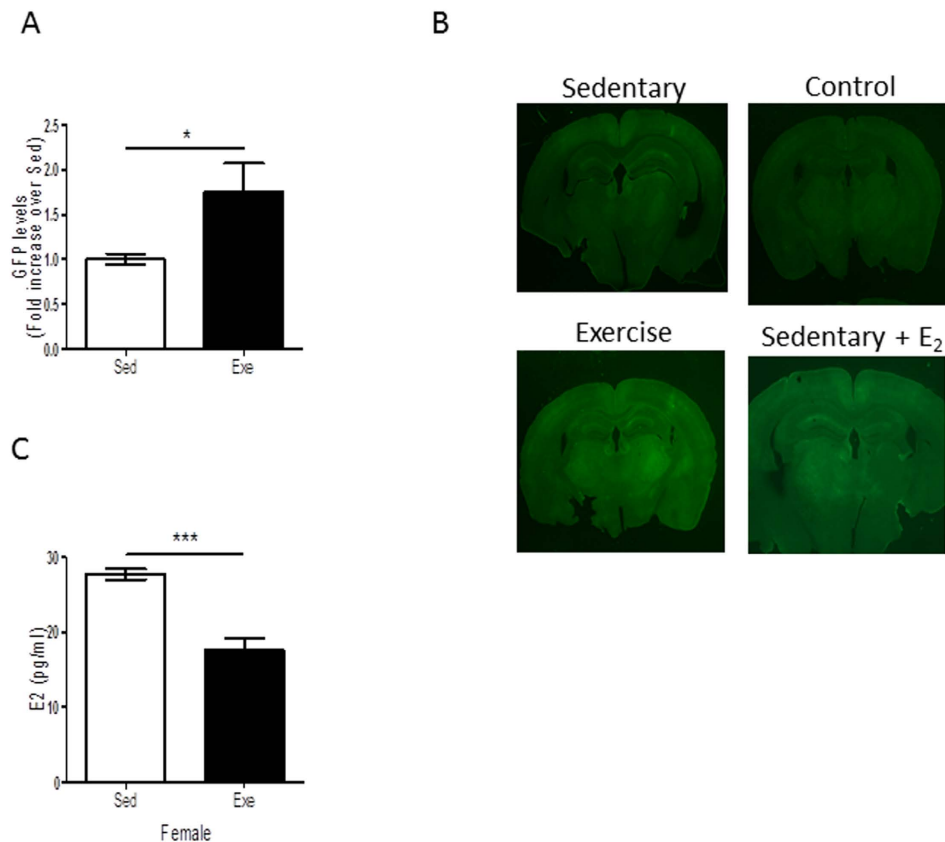 A
GFP levels
(Fold increase over Sed)
2.5
2.0
1.5
1.0
0.5
0.0
*
Sed
Exe
B
Sedentary
Control
Exercise
Sedentary + E₂
C
E2 (pg/ml)
30
20
10
0
***
Sed
Exe
Female